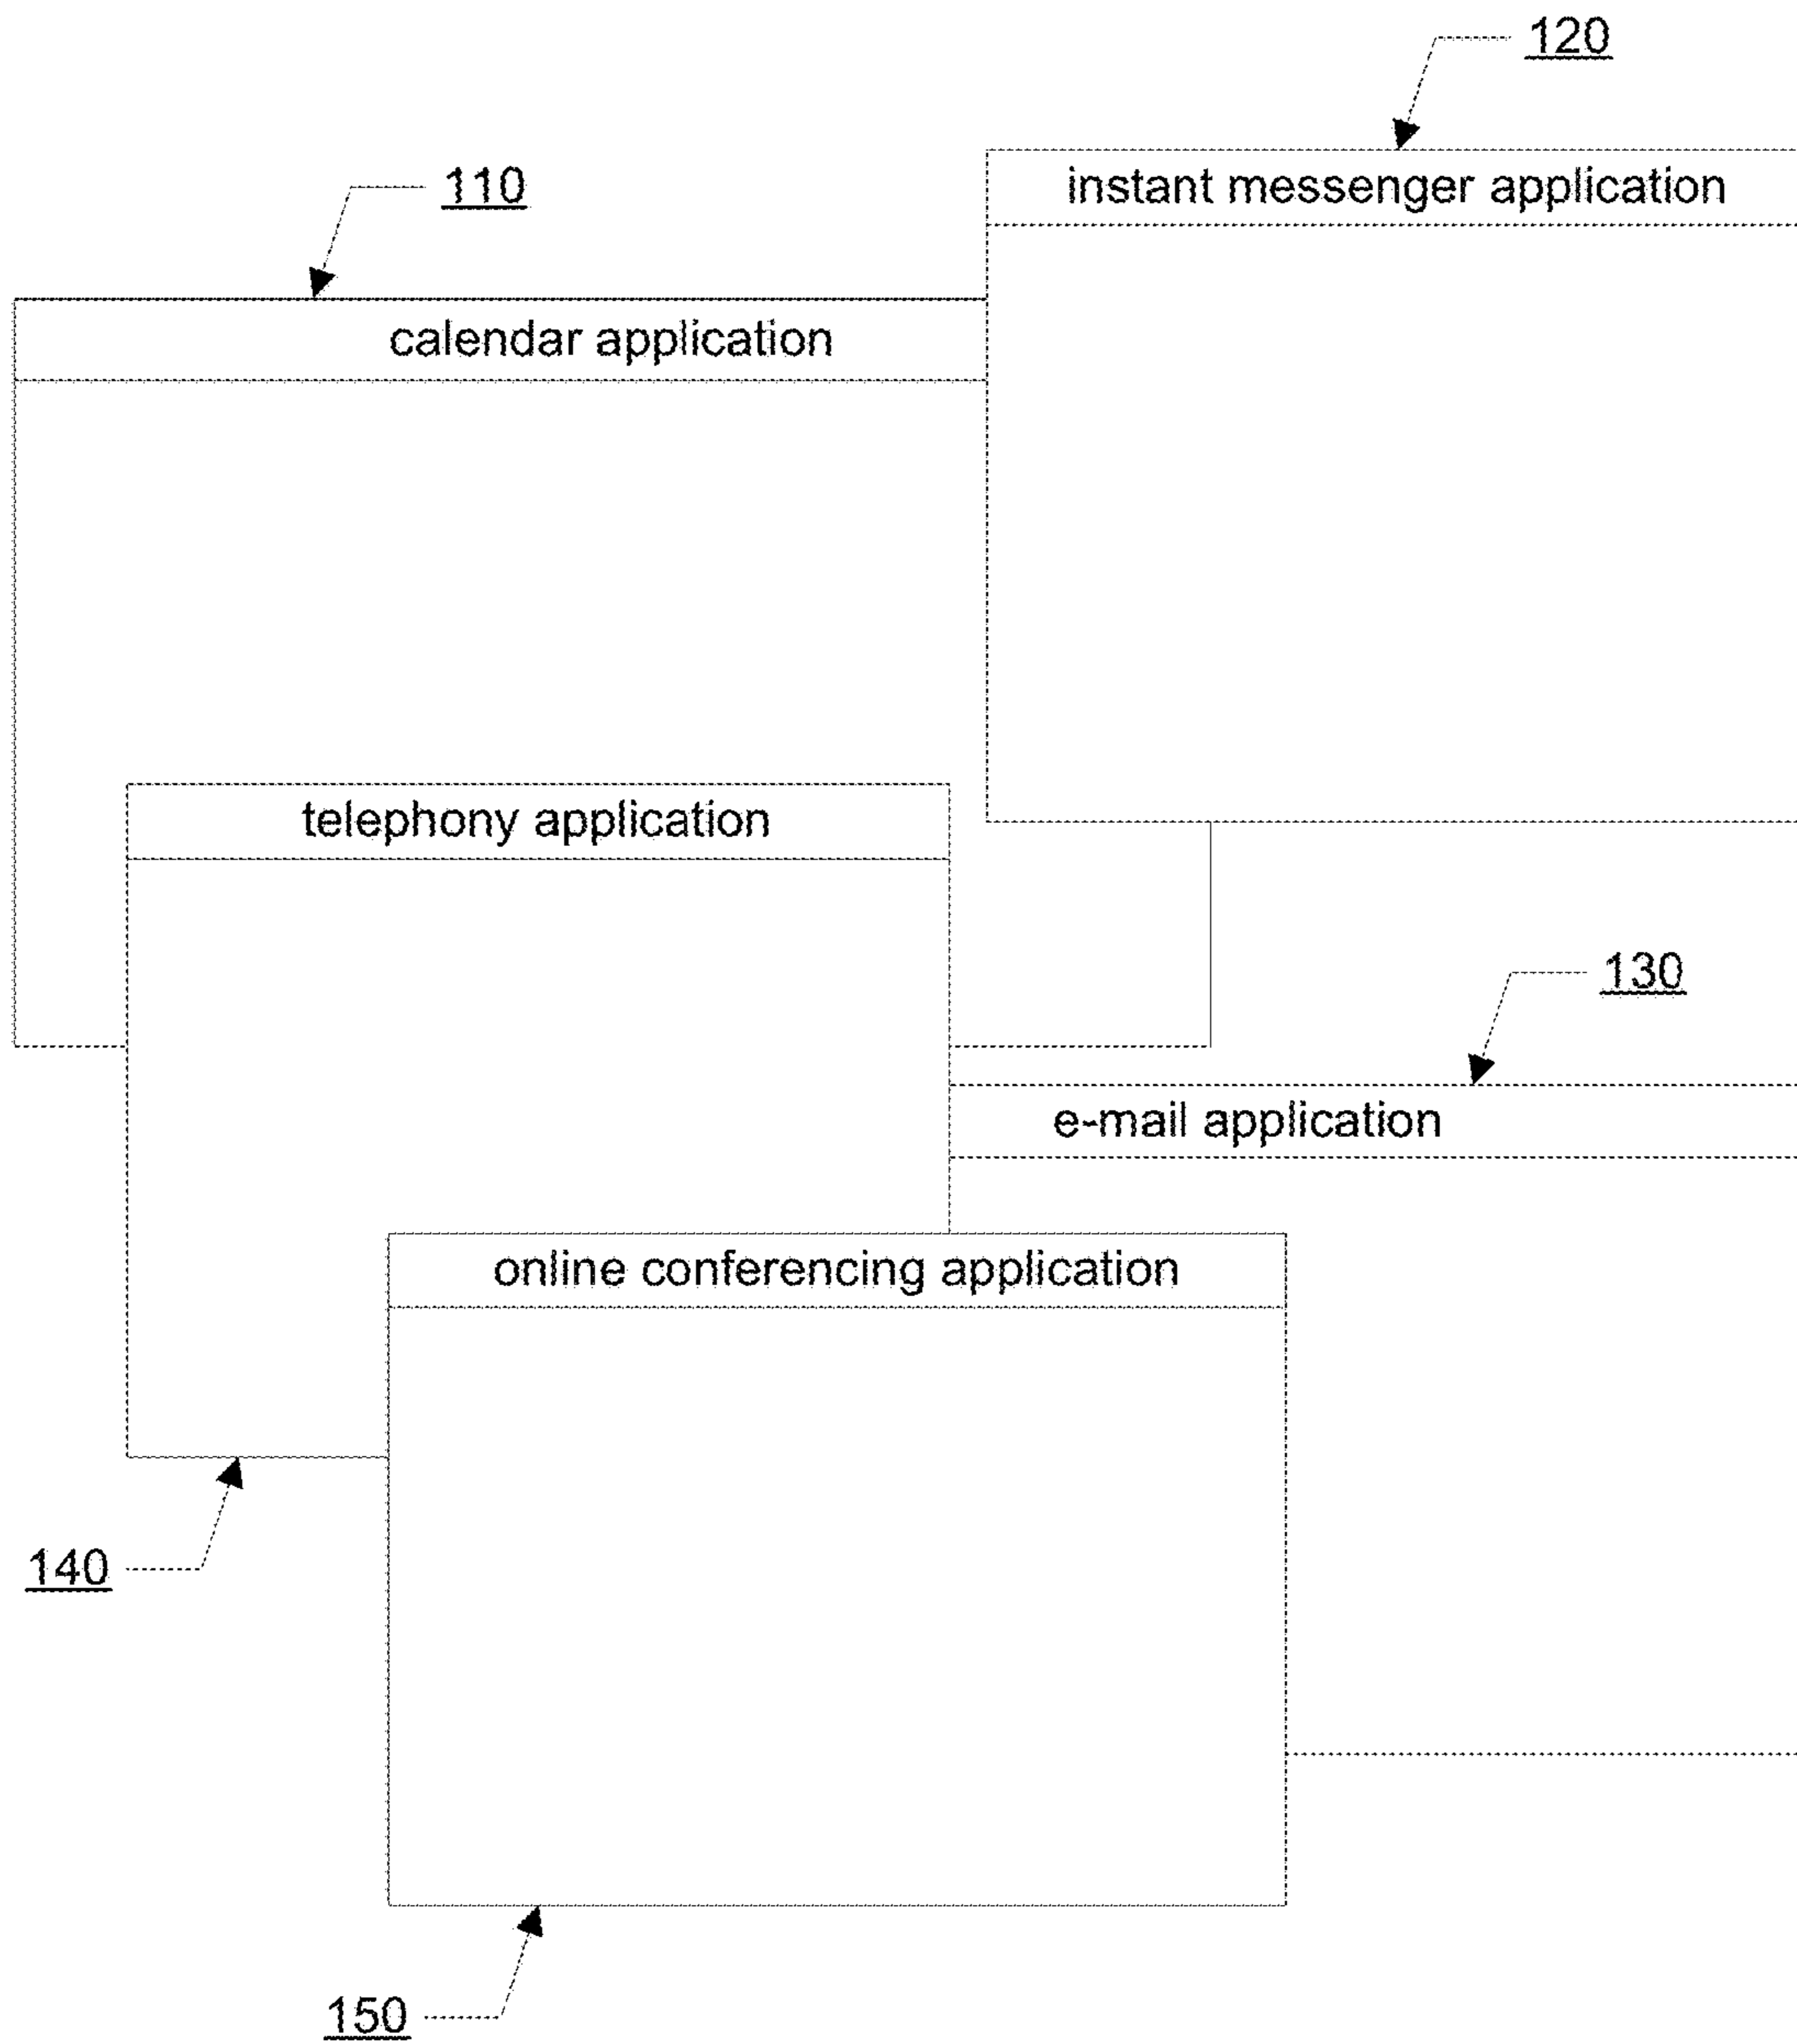 120
110
instant messenger application
calendar application
telephony application
130
e-mail application
online conferencing application
140
150